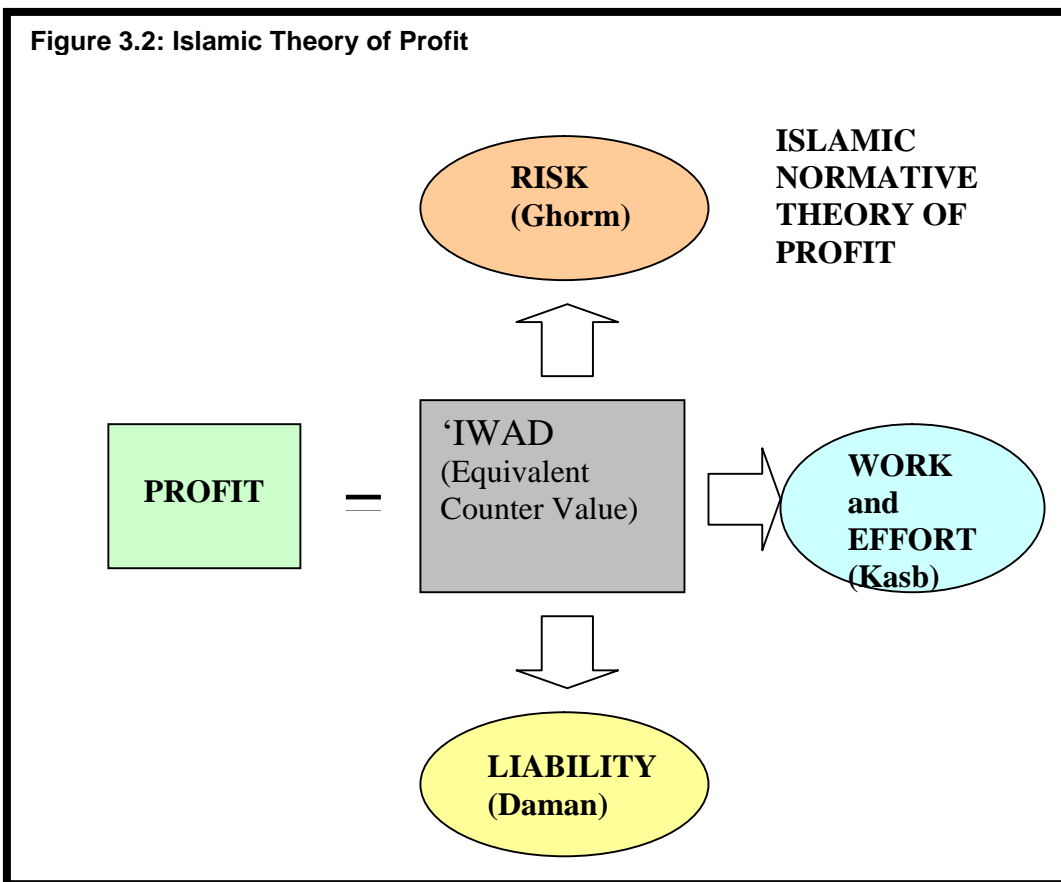 Figure 3.2: Islamic Theory of Profit
RISK
(Ghorm)
ISLAMIC
NORMATIVE
THEORY OF
PROFIT
PROFIT
=
‘IWAD
(Equivalent
Counter Value)
WORK
and
EFFORT
(Kasb)
LIABILITY
(Daman)